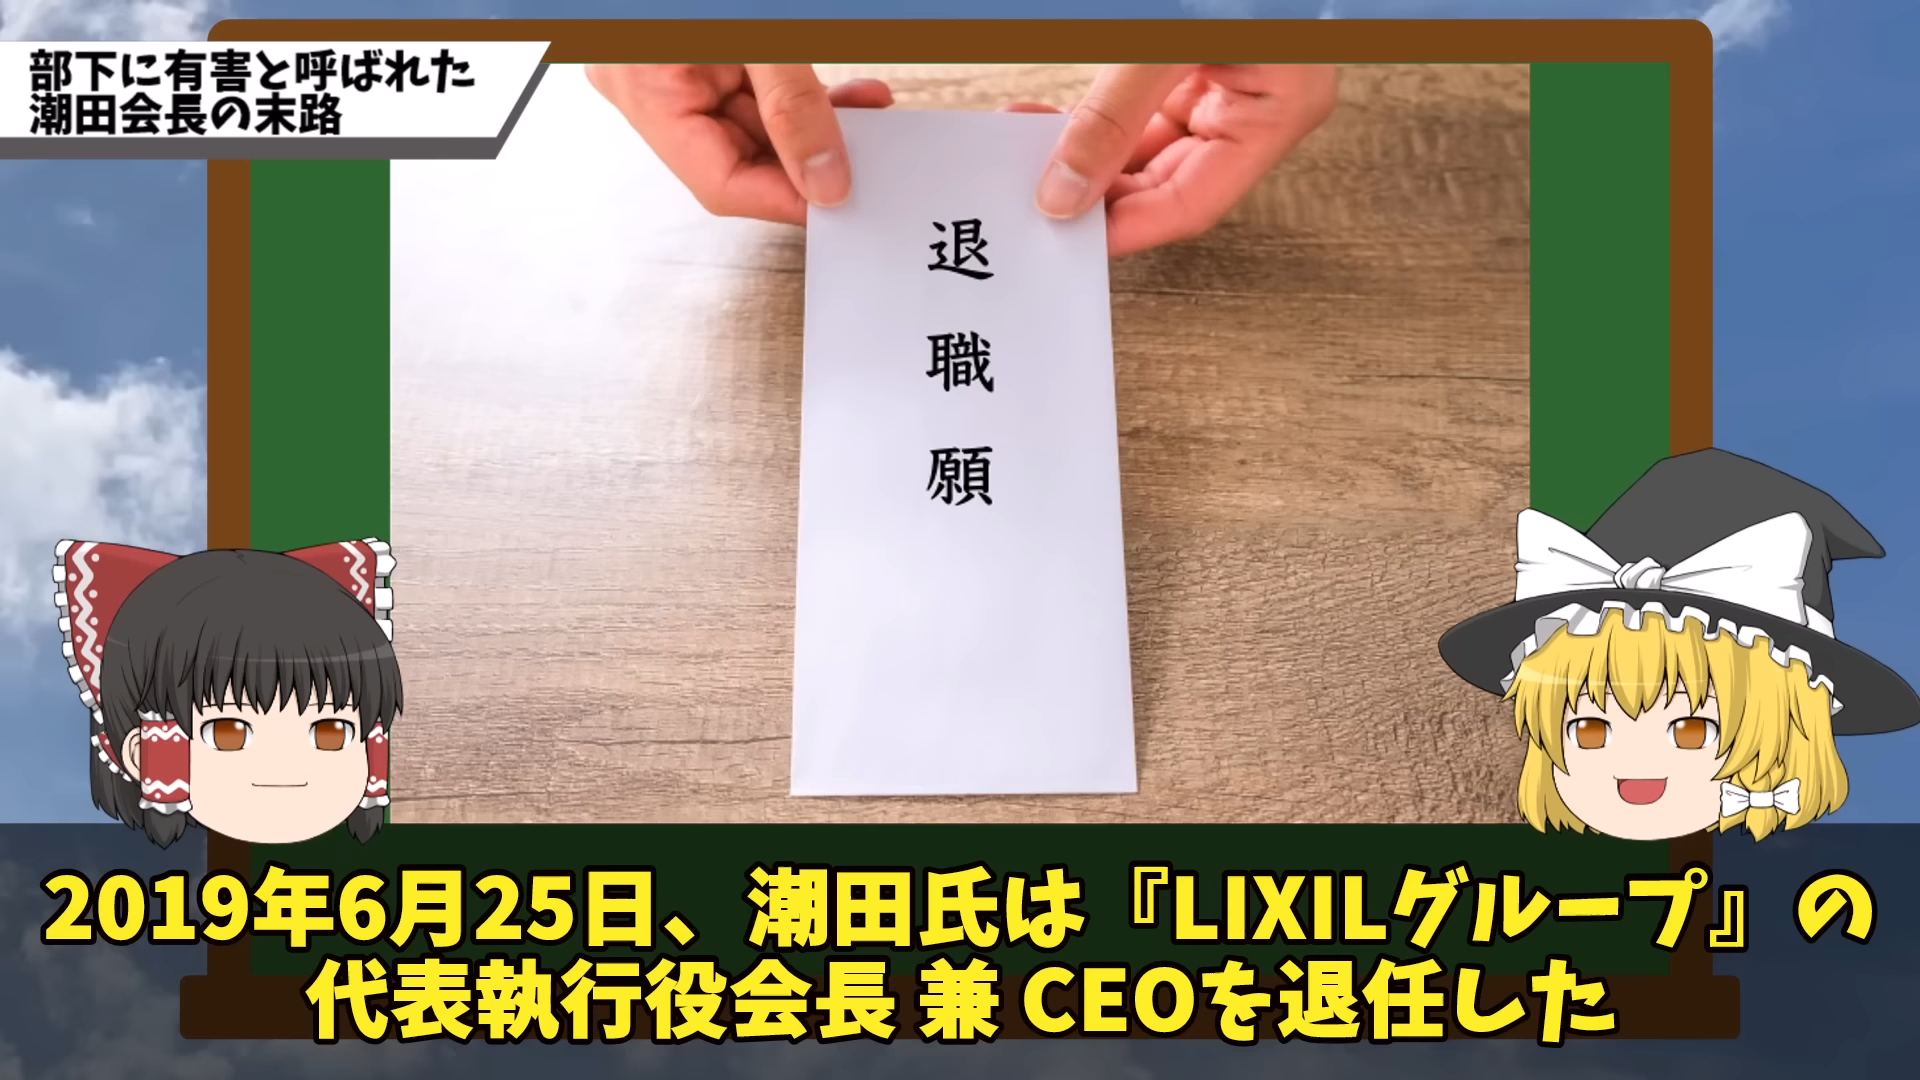 部下に有害と呼ばれた
潮田会長の末路
退職願
2019年6月25日、潮田氏は『LIXILグループ』の
代表執行役会長 兼 CEOを退任した